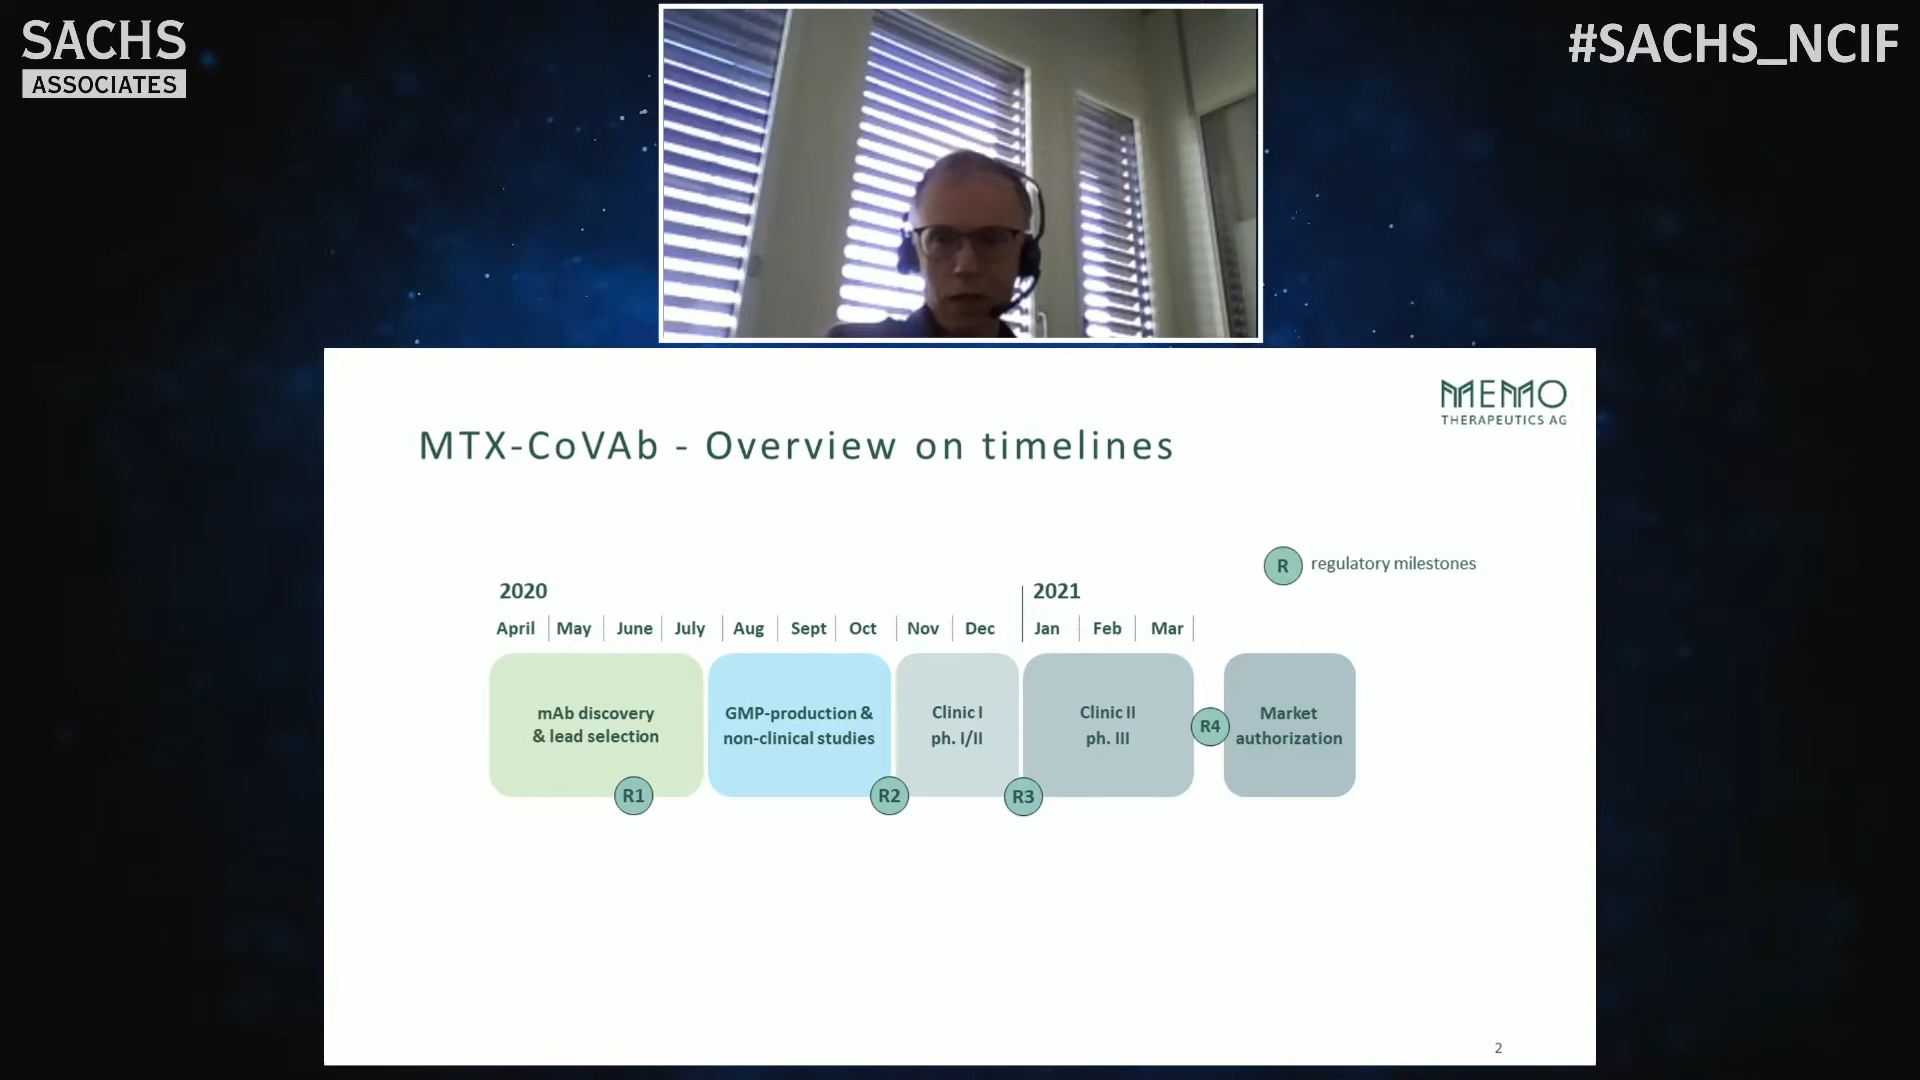 SACHS
ASSOCIATES
#SACHS_NCIF
MEMO
THERAPEUTICS AG
MTX-CoVAb - Overview on timelines
R regulatory milestones
2020 2021
April May June July Aug Sept Oct Nov Dec Jan Feb Mar
mAb discovery
& lead selection
R1
GMP-production &
non-clinical studies
R2
Clinic I
ph. I/II
R3
Clinic II
ph. III
R4
Market
authorization
2